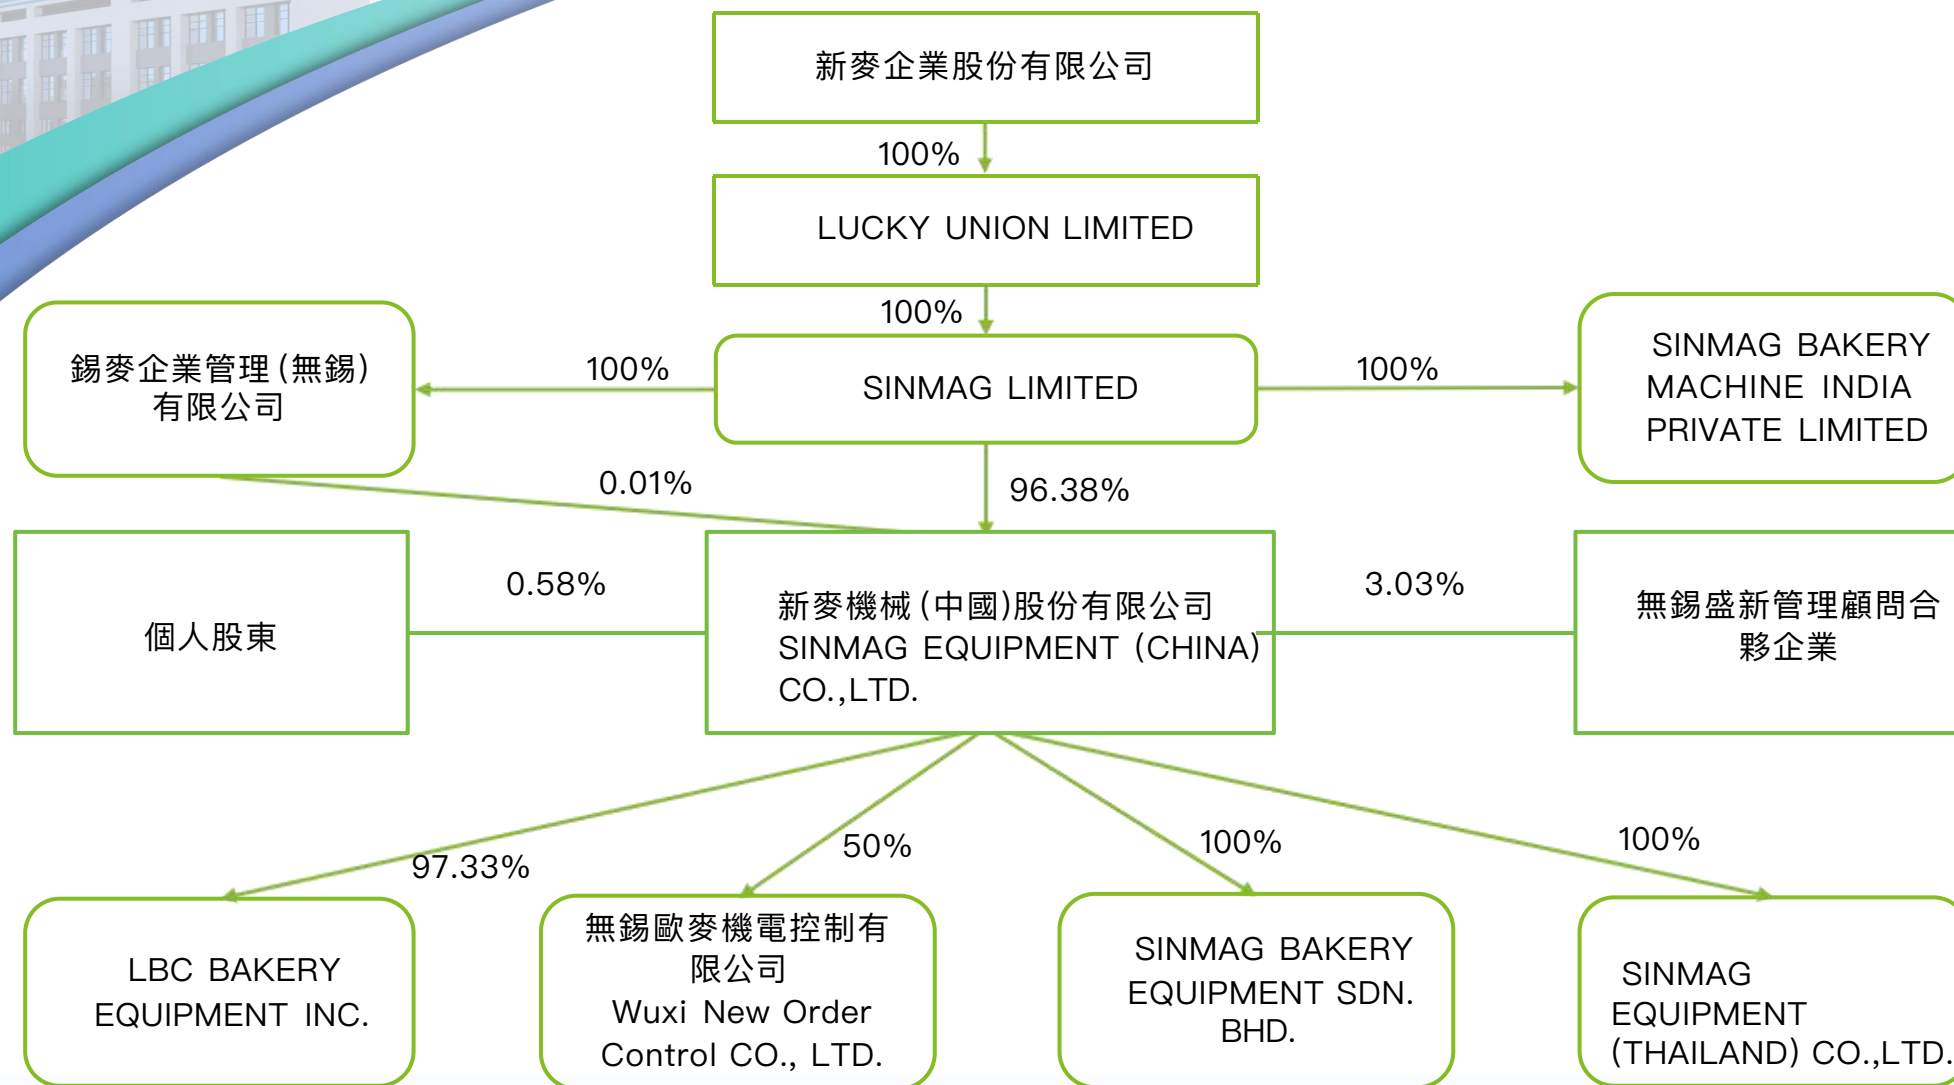 新麥企業股份有限公司
100%
LUCKY UNION LIMITED
100%
錫麥企業管理(無錫)
有限公司
100%
SINMAG LIMITED
100%
SINMAG BAKERY
MACHINE INDIA
PRIVATE LIMITED
0.01%
96.38%
個人股東
0.58%
新麥機械(中國)股份有限公司
SINMAG EQUIPMENT (CHINA)
CO.,LTD.
3.03%
無錫盛新管理顧問合
夥企業
97.33%
50%
100%
100%
LBC BAKERY
EQUIPMENT INC.
無錫歐麥機電控制有
限公司
Wuxi New Order
Control CO., LTD.
SINMAG BAKERY
EQUIPMENT SDN.
BHD.
SINMAG
EQUIPMENT
(THAILAND) CO.,LTD.